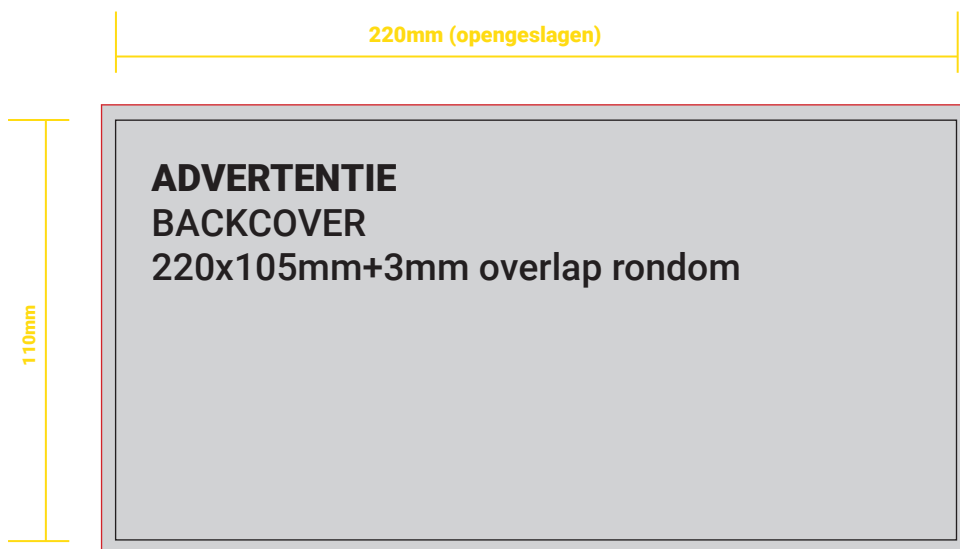 220mm (opengeslagen)
110mm
ADVERTENTIE
BACKCOVER
220x105mm+3mm overlap rondom